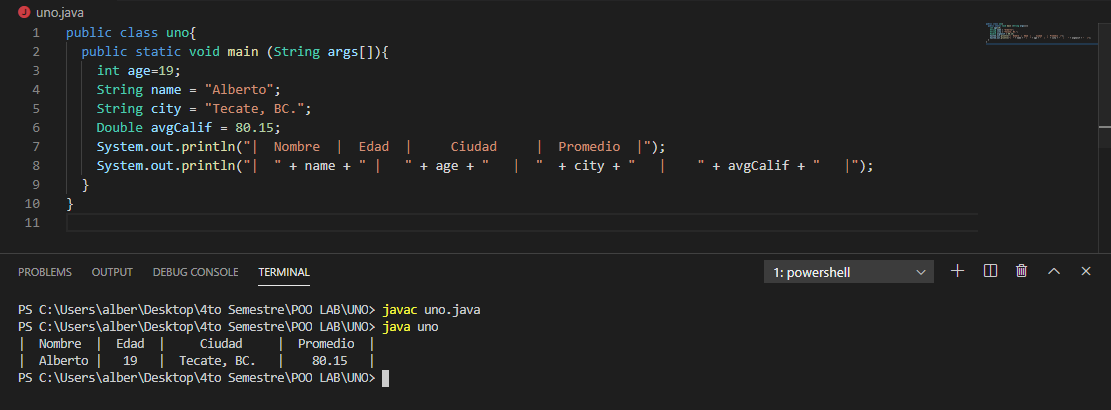 uno.java
1 public class uno{
2   public static void main (String args[]){
3     int age=19;
4     String name = "Alberto";
5     String city = "Tecate, BC.";
6     Double avgCalif = 80.15;
7     System.out.println("|  Nombre  |  Edad  |     Ciudad     |  Promedio  |");
8     System.out.println("|  " + name + " |   " + age + "   |  "  + city + "   |    " + avgCalif + "   |");
9   }
10 }
11
PROBLEMS OUTPUT DEBUG CONSOLE TERMINAL 1: powershell
PS C:\Users\alber\Desktop\4to Semestre\POO LAB\UNO> javac uno.java
PS C:\Users\alber\Desktop\4to Semestre\POO LAB\UNO> java uno
|  Nombre  |  Edad  |     Ciudad     |  Promedio  |
|  Alberto |   19   |  Tecate, BC.   |    80.15   |
PS C:\Users\alber\Desktop\4to Semestre\POO LAB\UNO>